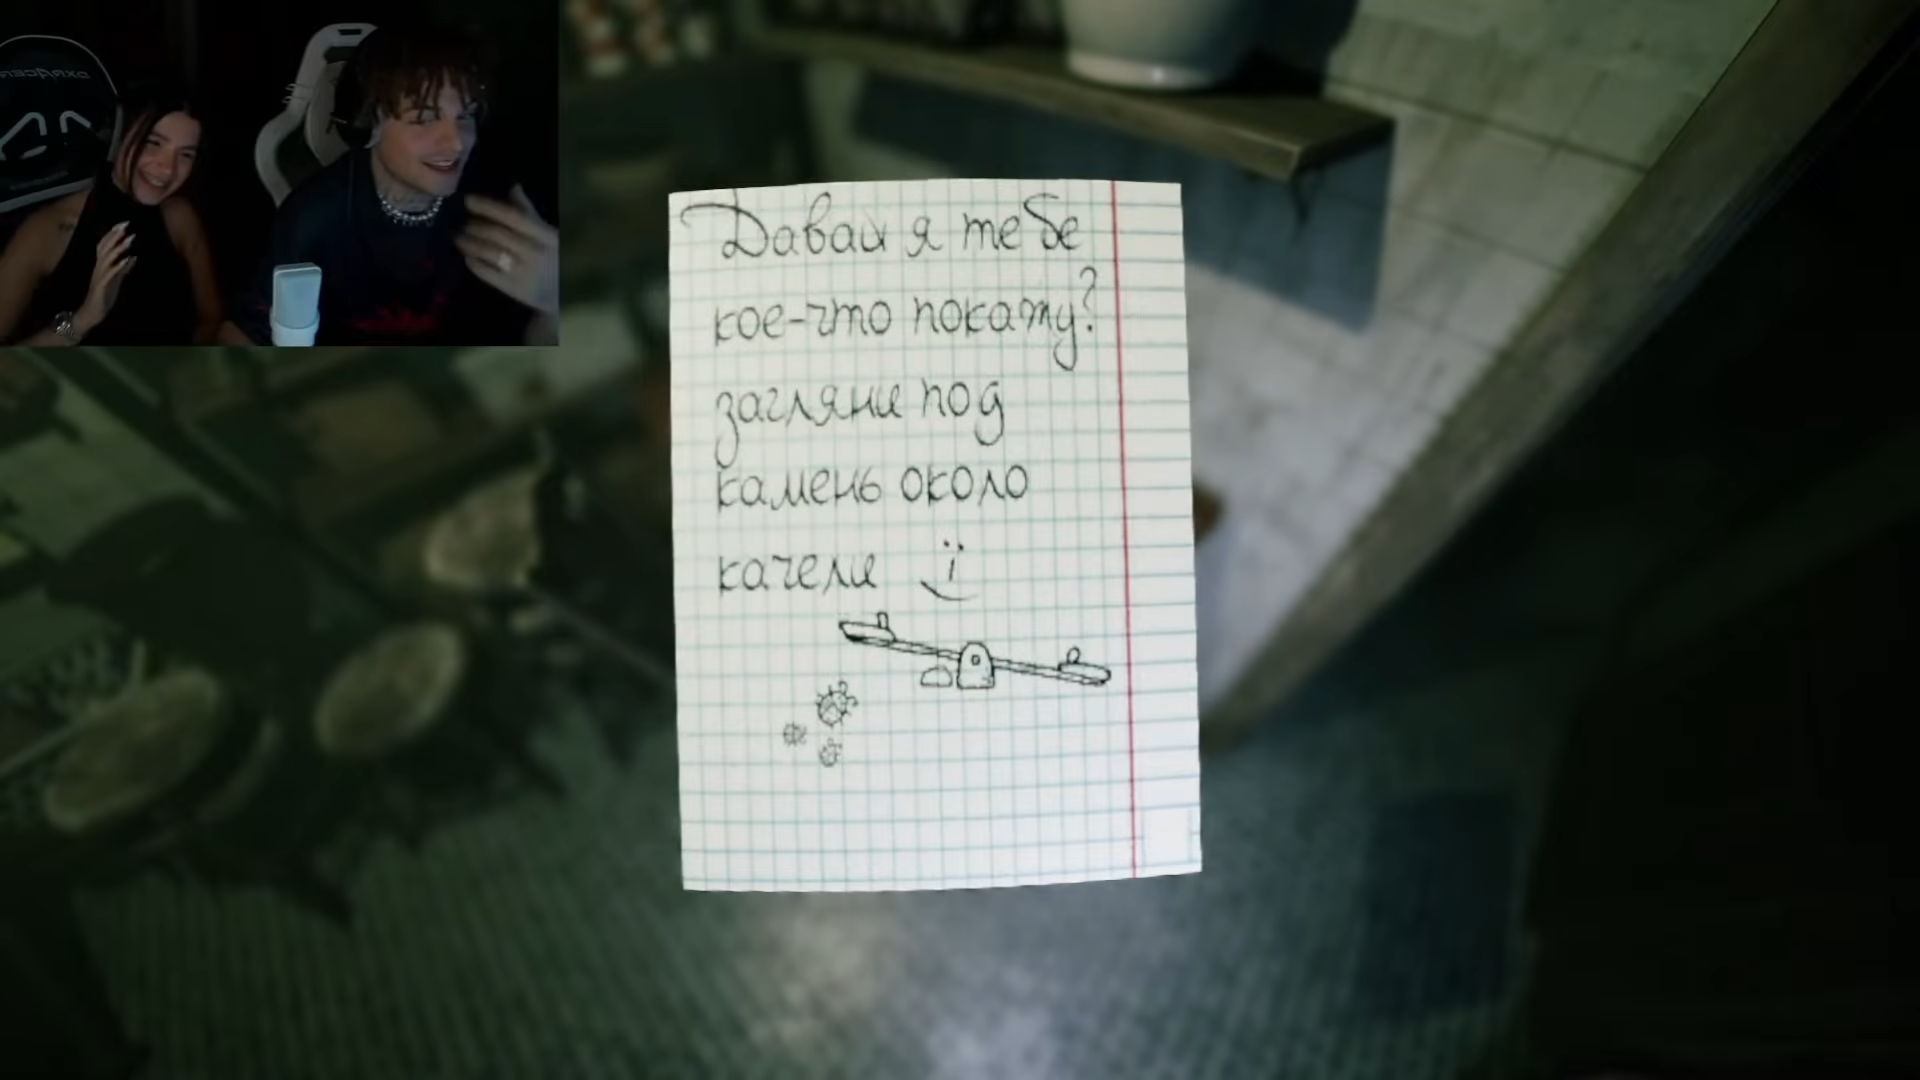 Давай я тебе
кое-что покажу?
загляни под
камень около
качели :)